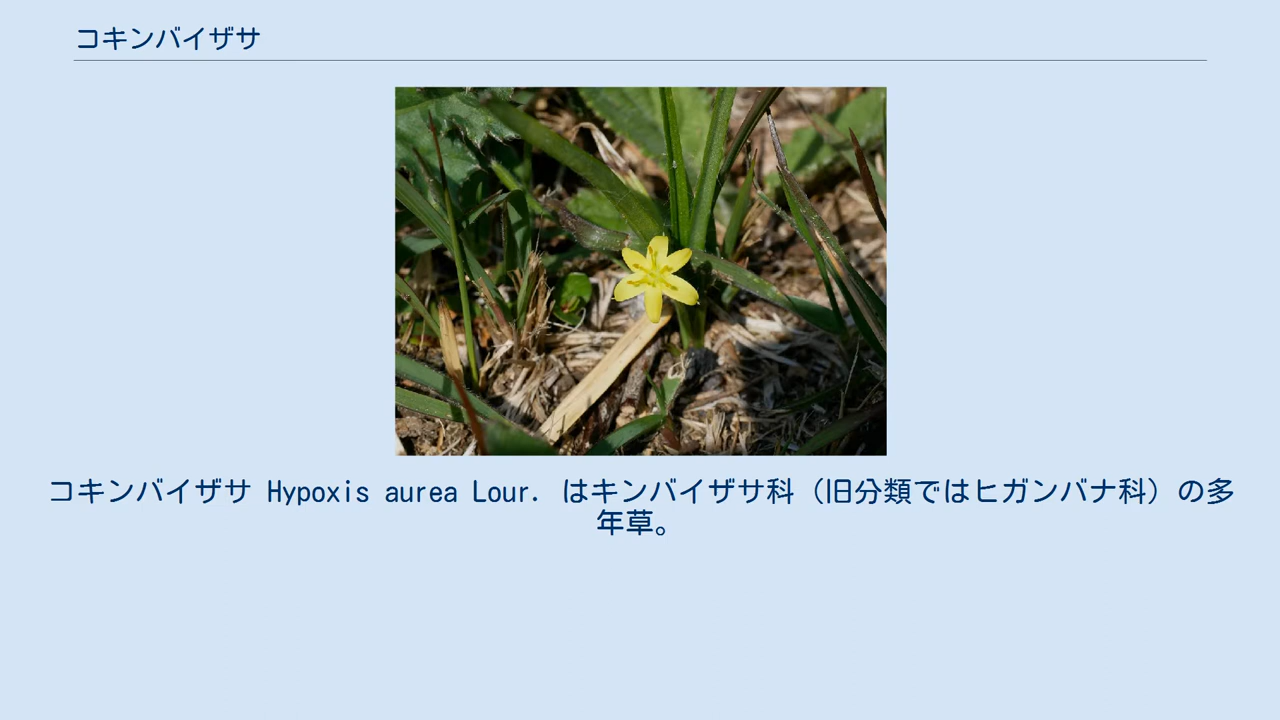 コキンバイザサ
コキンバイザサ Hypoxis aurea Lour. はキンバイザサ科（旧分類ではヒガンバナ科）の多
年草。